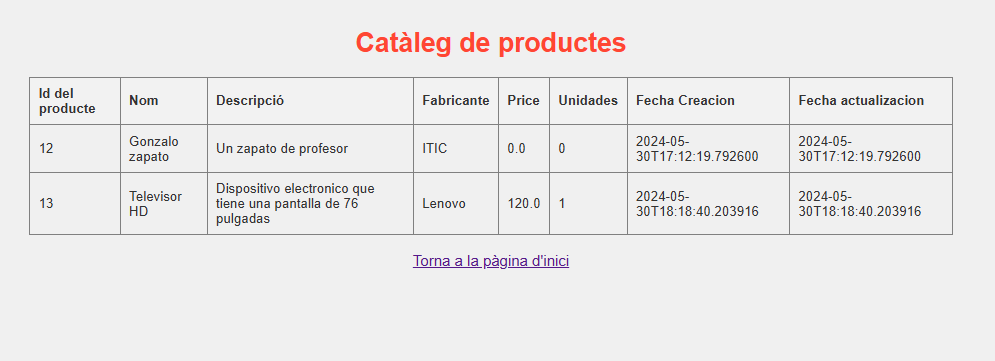 Catàleg de productes
Id del producte Nom Descripció Fabricante Price Unidades Fecha Creacion Fecha actualizacion
12 Gonzalo zapato Un zapato de profesor ITIC 0.0 0 2024-05-30T17:12:19.792600 2024-05-30T17:12:19.792600
13 Televisor HD Dispositivo electronico que tiene una pantalla de 76 pulgadas Lenovo 120.0 1 2024-05-30T18:18:40.203916 2024-05-30T18:18:40.203916
Torna a la pàgina d'inici